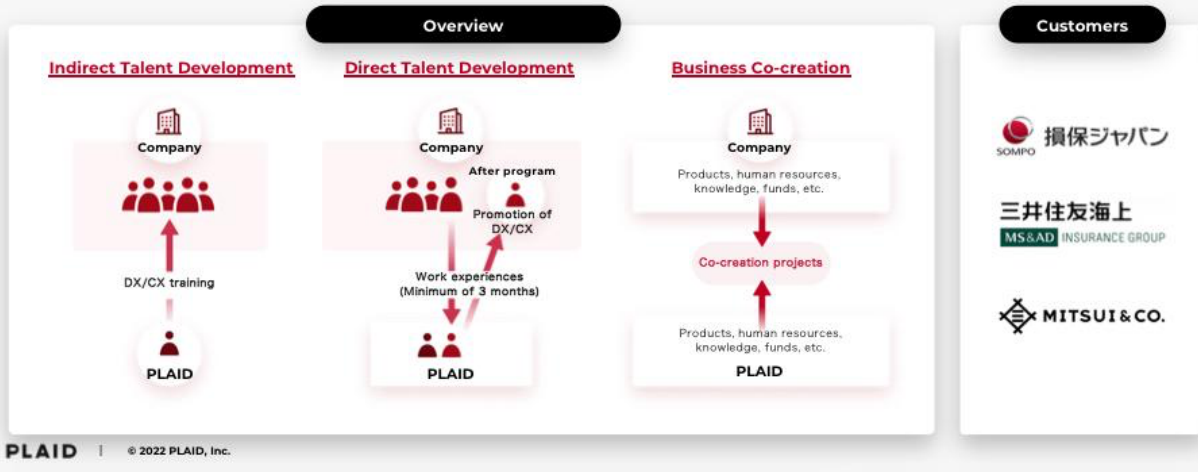 Overview
Indirect Talent Development
Company
DX/CX training
PLAID
Direct Talent Development
Company
After program
Promotion of
DX/CX
Work experiences
(Minimum of 3 months)
PLAID
Business Co-creation
Company
Products, human resources,
knowledge, funds, etc.
Co-creation projects
Products, human resources,
knowledge, funds, etc.
PLAID
Customers
SOMPO 損保ジャパン
三井住友海上
MS&AD INSURANCE GROUP
MITSUI & CO.
PLAID
© 2022 PLAID, Inc.